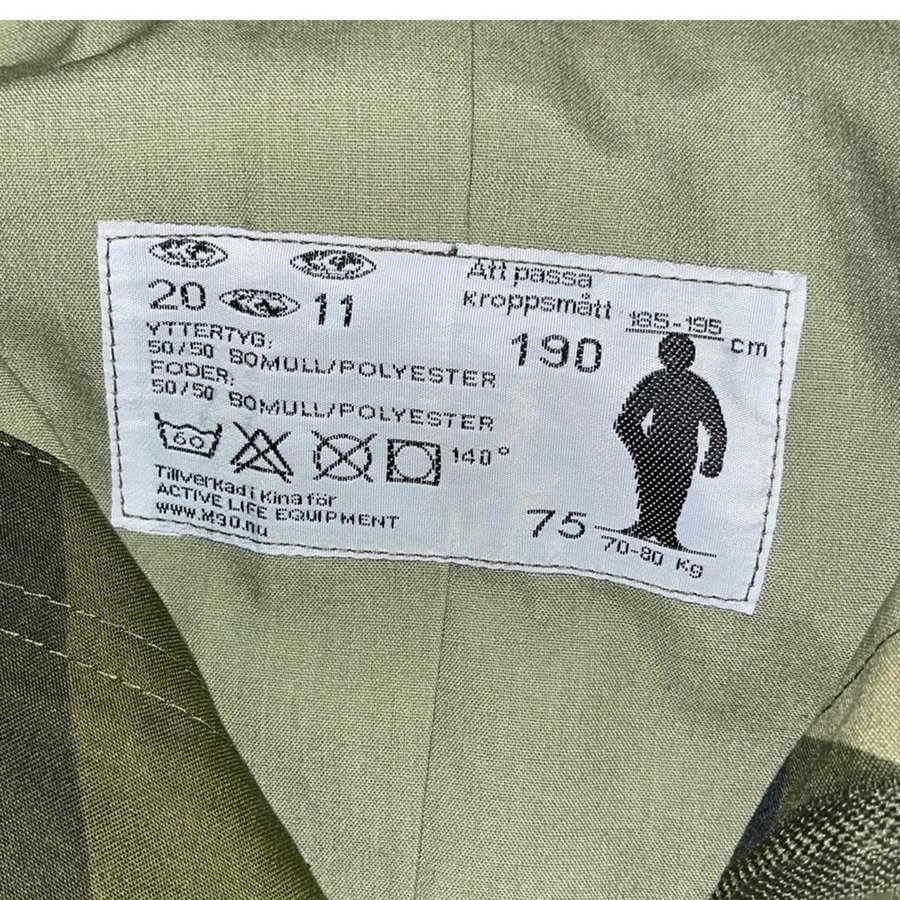 20 11
YTTERTYG:
50/50 BOMULL/POLYESTER
FODER:
50/50 BOMULL/POLYESTER
60
140°
Tillverkad i Kina för
ACTIVE LIFE EQUIPMENT
www.M90.nu
Att passa
kroppsmått
185-195
cm
190
75
70-80 Kg